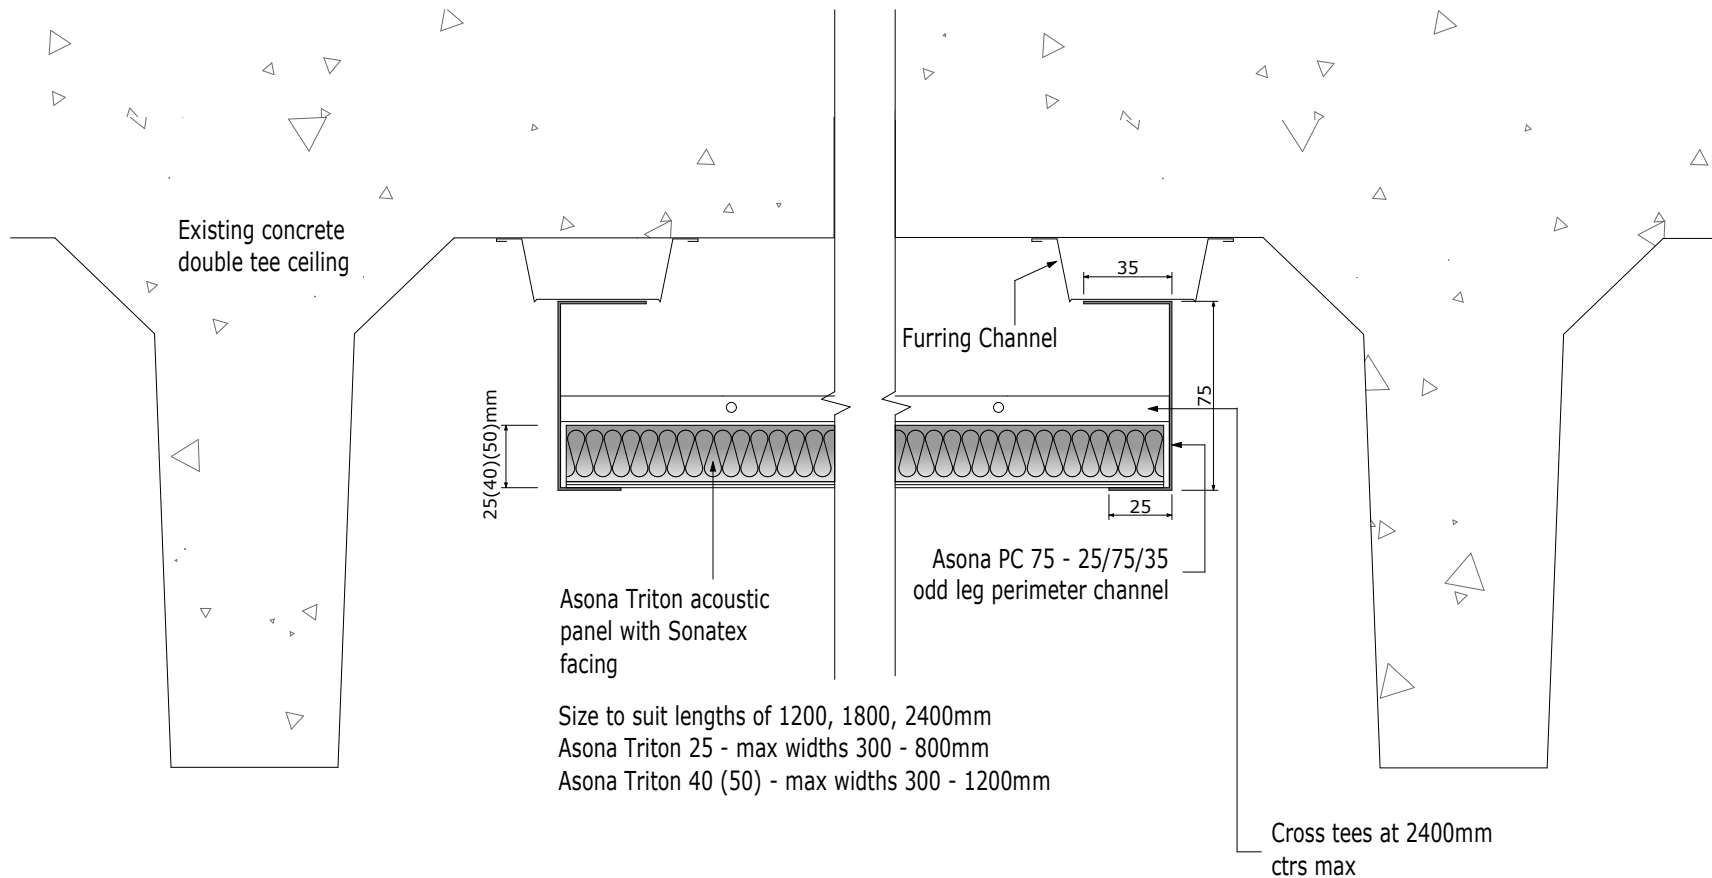 Existing concrete
double tee ceiling
35
Furring Channel
75
25(40)(50)mm
25
Asona PC 75 - 25/75/35
odd leg perimeter channel
Asona Triton acoustic
panel with Sonatex
facing
Size to suit lengths of 1200, 1800, 2400mm
Asona Triton 25 - max widths 300 - 800mm
Asona Triton 40 (50) - max widths 300 - 1200mm
Cross tees at 2400mm
ctrs max